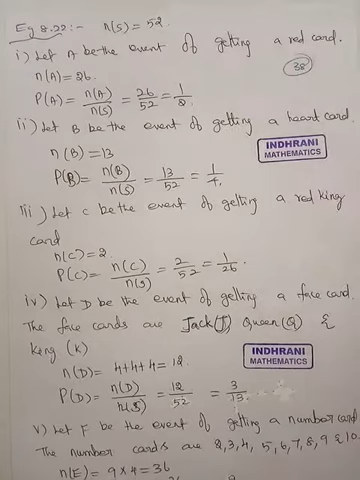 Eg 8.22:- n(S) = 52.
i) Let A be the event of getting a red card.
n(A) = 26.
38
P(A) = n(A)/n(S) = 26/52 = 1/2.
ii) Let B be the event of getting a heart card.
n(B) = 13
INDHRANI
MATHEMATICS
P(B) = n(B)/n(S) = 13/52 = 1/4.
iii) Let C be the event of getting a red king
card
n(C) = 2.
P(C) = n(C)/n(S) = 2/52 = 1/26.
iv) Let D be the event of getting a face card.
The face cards are Jack(J) Queen(Q) &
King (K)
n(D) = 4+4+4 = 12.
INDHRANI
MATHEMATICS
P(D) = n(D)/n(S) = 12/52 = 3/13.
v) Let F be the event of getting a number card
The number cards are 2,3,4, 5,6,7,8,9 & 10.
n(E) = 9 x 4 = 36